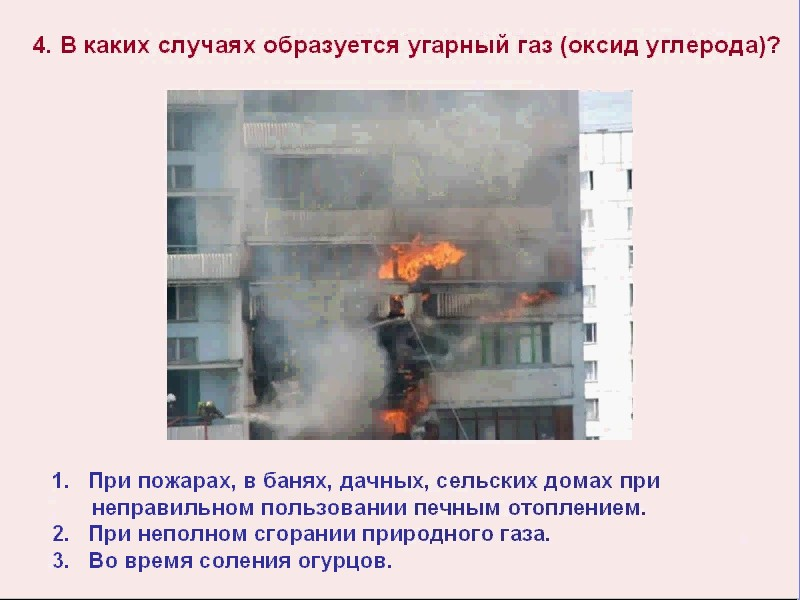 4. В каких случаях образуется угарный газ (оксид углерода)?
1. При пожарах, в банях, дачных, сельских домах при
неправильном пользовании печным отоплением.
2. При неполном сгорании природного газа.
3. Во время соления огурцов.